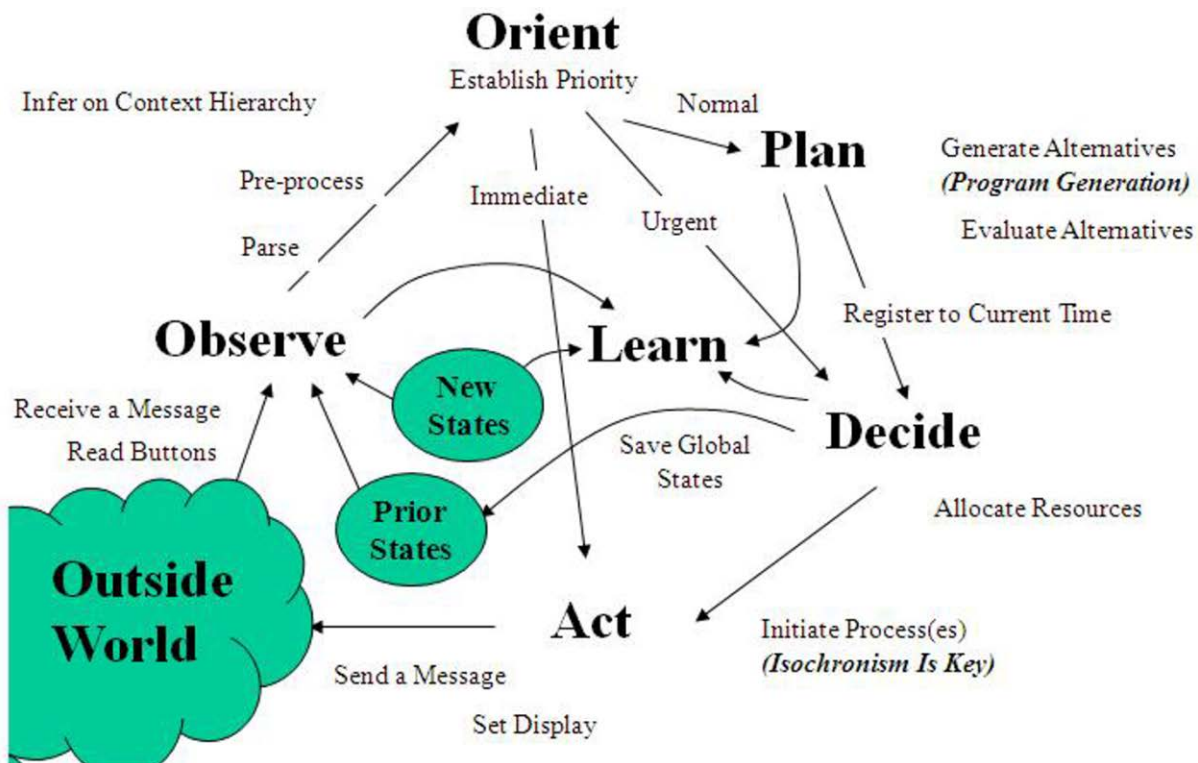 Orient
Establish Priority
Infer on Context Hierarchy
Normal
Plan
Generate Alternatives
(Program Generation)
Evaluate Alternatives
Pre-process
Immediate
Urgent
Parse
Register to Current Time
Observe
Learn
New
States
Receive a Message
Read Buttons
Decide
Save Global
States
Prior
States
Allocate Resources
Outside
World
Act
Initiate Process(es)
(Isochronism Is Key)
Send a Message
Set Display